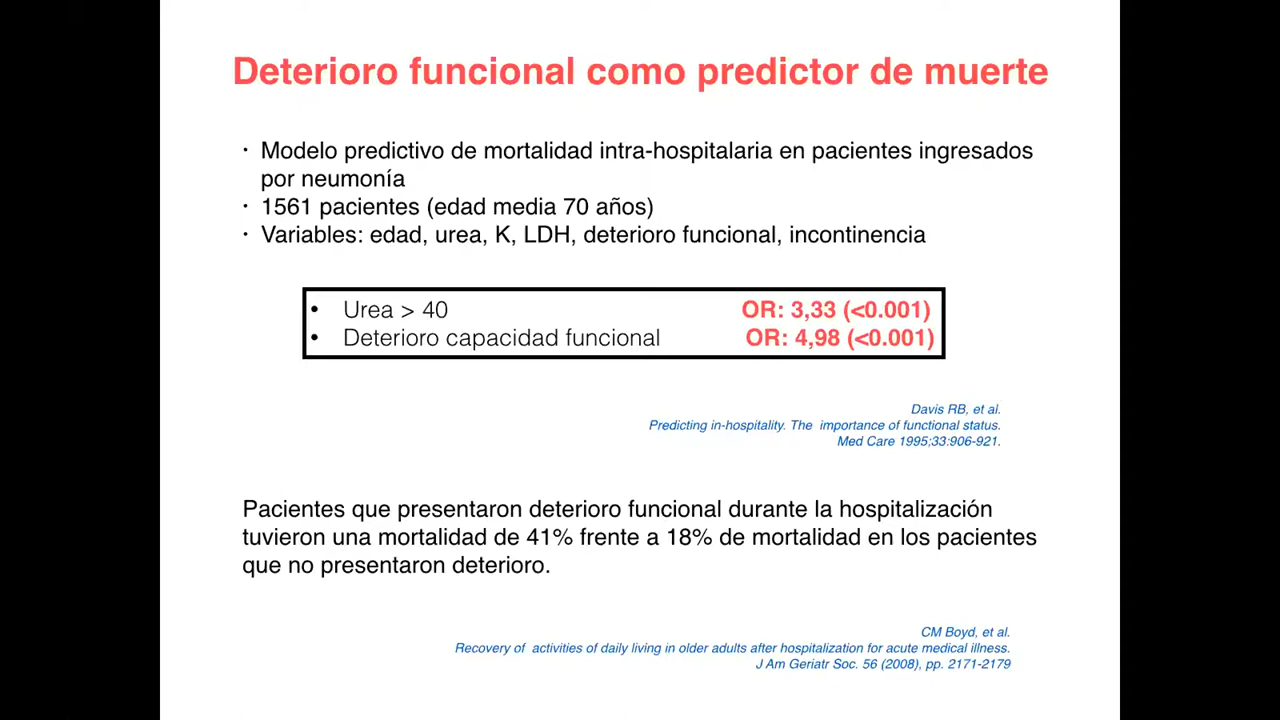 Deterioro funcional como predictor de muerte
• Modelo predictivo de mortalidad intra-hospitalaria en pacientes ingresados
por neumonía
• 1561 pacientes (edad media 70 años)
• Variables: edad, urea, K, LDH, deterioro funcional, incontinencia
• Urea > 40 OR: 3,33 (<0.001)
• Deterioro capacidad funcional OR: 4,98 (<0.001)
Davis RB, et al.
Predicting in-hospitality. The importance of functional status.
Med Care 1995;33:906-921.
Pacientes que presentaron deterioro funcional durante la hospitalización
tuvieron una mortalidad de 41% frente a 18% de mortalidad en los pacientes
que no presentaron deterioro.
CM Boyd, et al.
Recovery of activities of daily living in older adults after hospitalization for acute medical illness.
J Am Geriatr Soc. 56 (2008), pp. 2171-2179